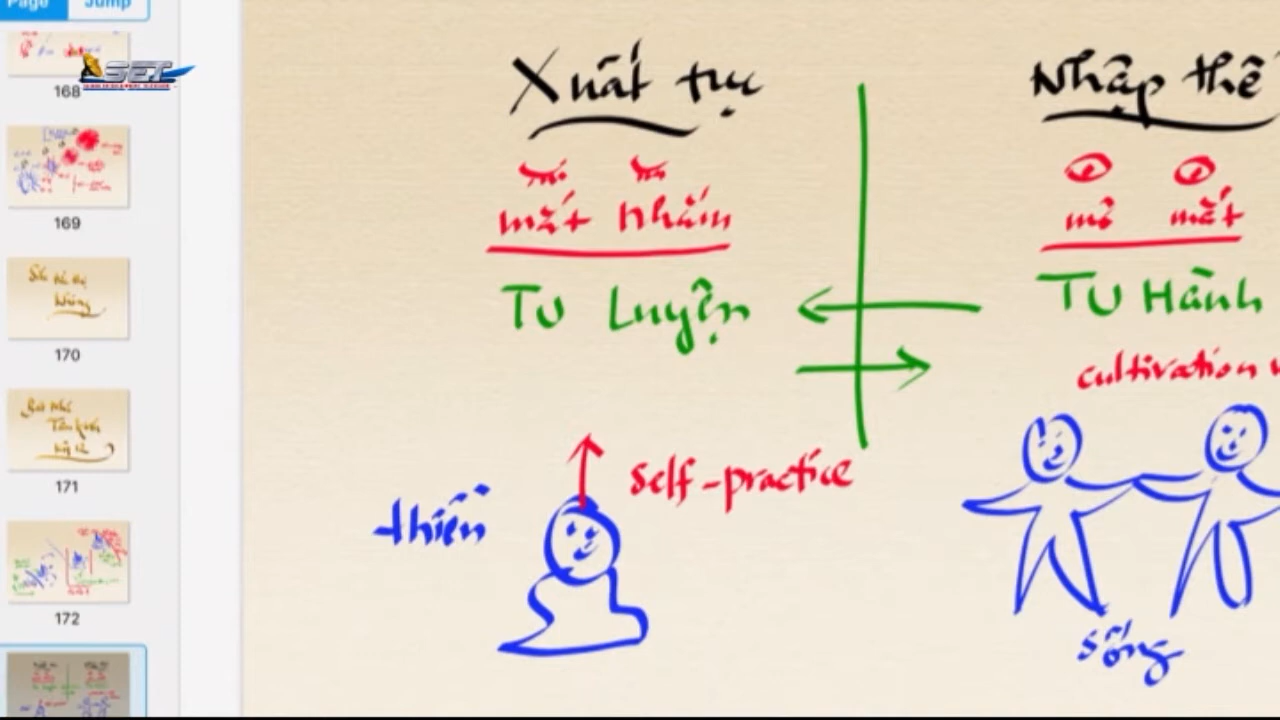 Page Jump
SET
168
169
170
171
172
Xuất tục
mắt nhắm
TU Luyện
self-practice
thiền
Nhập thế
mở mắt
TU Hành
cultivation
sống